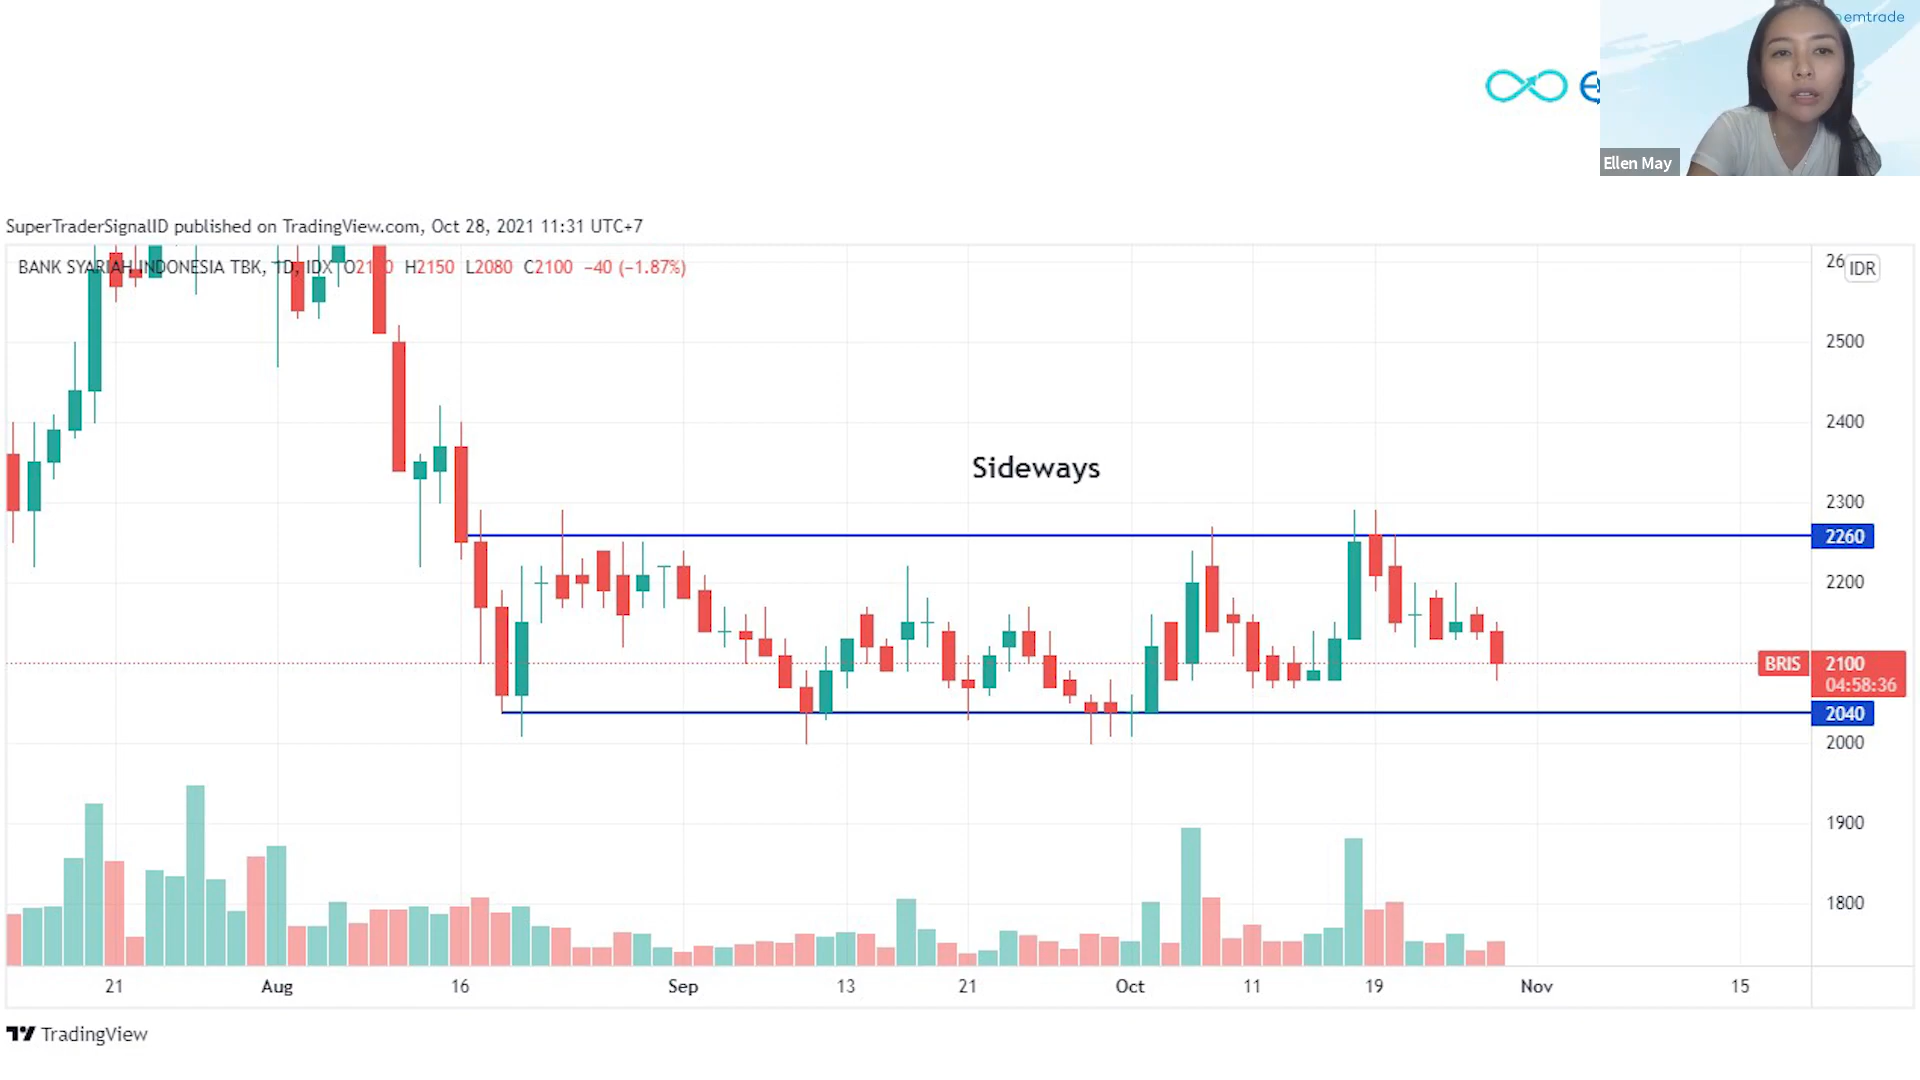 emtrade
Ellen May
SuperTraderSignalID published on TradingView.com, Oct 28, 2021 11:31 UTC+7
BANK SYARIAH INDONESIA TBK, 1D, IDX H2150 L2080 C2100 −40 (−1.87%)
IDR
2500
2400
Sideways
2300
2260
2200
BRIS 2100
04:58:36
2040
2000
1900
1800
21 Aug 16 Sep 13 21 Oct 11 19 Nov 15
TradingView